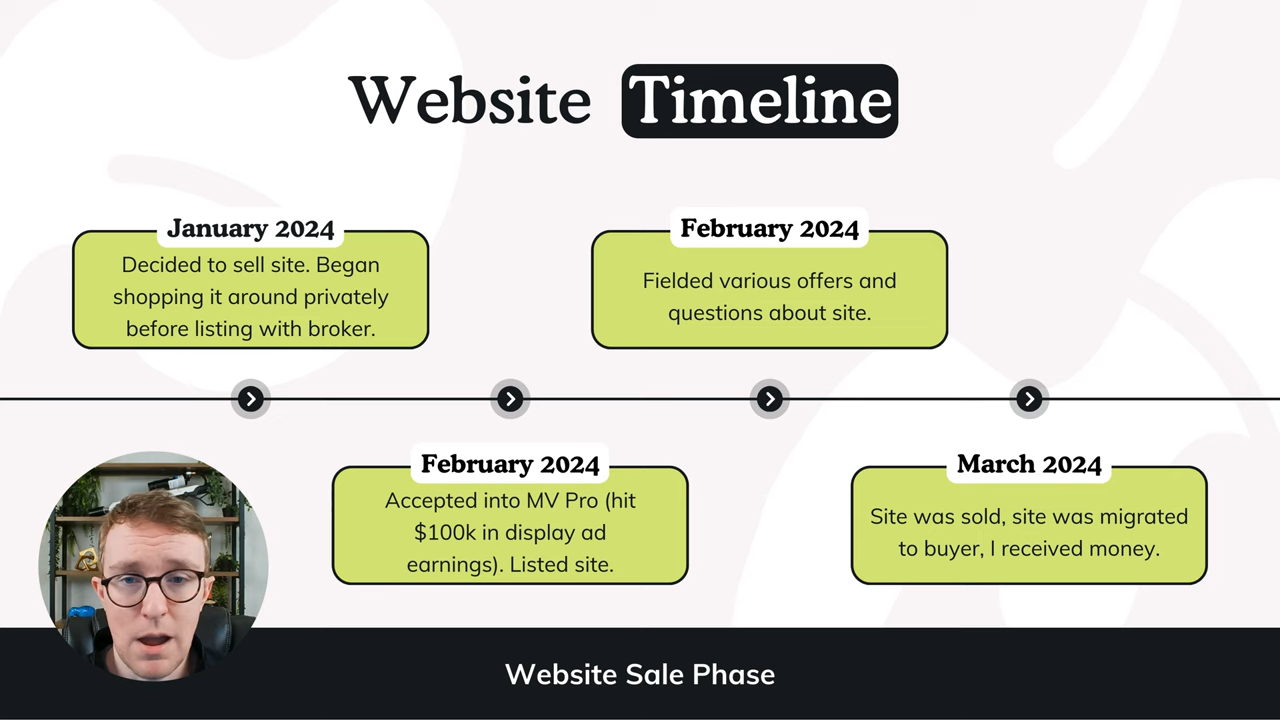 Website Timeline
January 2024
Decided to sell site. Began
shopping it around privately
before listing with broker.
February 2024
Accepted into MV Pro (hit
$100k in display ad
earnings). Listed site.
February 2024
Fielded various offers and
questions about site.
March 2024
Site was sold, site was migrated
to buyer, I received money.
Website Sale Phase